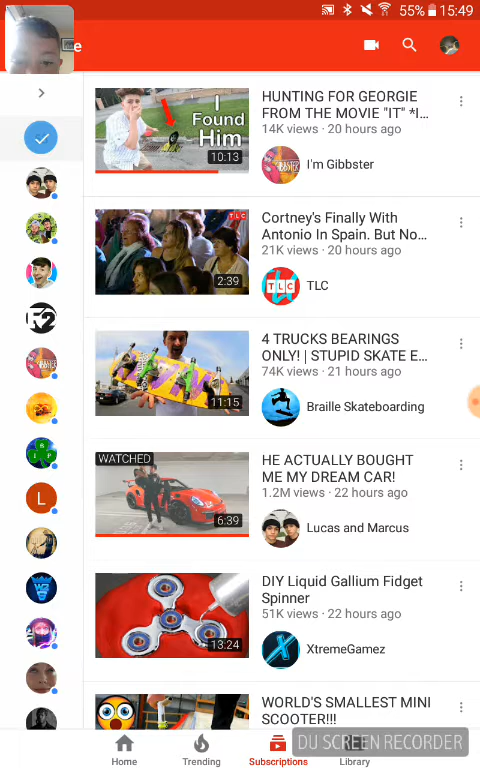 55% 15:49
e
I
Found
Him
10:13
HUNTING FOR GEORGIE
FROM THE MOVIE "IT" *I...
14K views · 20 hours ago
I'm Gibbster
TLC
2:39
Cortney's Finally With
Antonio In Spain. But No...
21K views · 20 hours ago
TLC
TLC
11:15
4 TRUCKS BEARINGS
ONLY! | STUPID SKATE E...
74K views · 21 hours ago
Braille Skateboarding
WATCHED
6:39
HE ACTUALLY BOUGHT
ME MY DREAM CAR!
1.2M views · 22 hours ago
Lucas and Marcus
L
13:24
DIY Liquid Gallium Fidget
Spinner
51K views · 22 hours ago
XtremeGamez
WORLD'S SMALLEST MINI
SCOOTER!!!
DU SCREEN RECORDER
Home
Trending
Subscriptions
Library